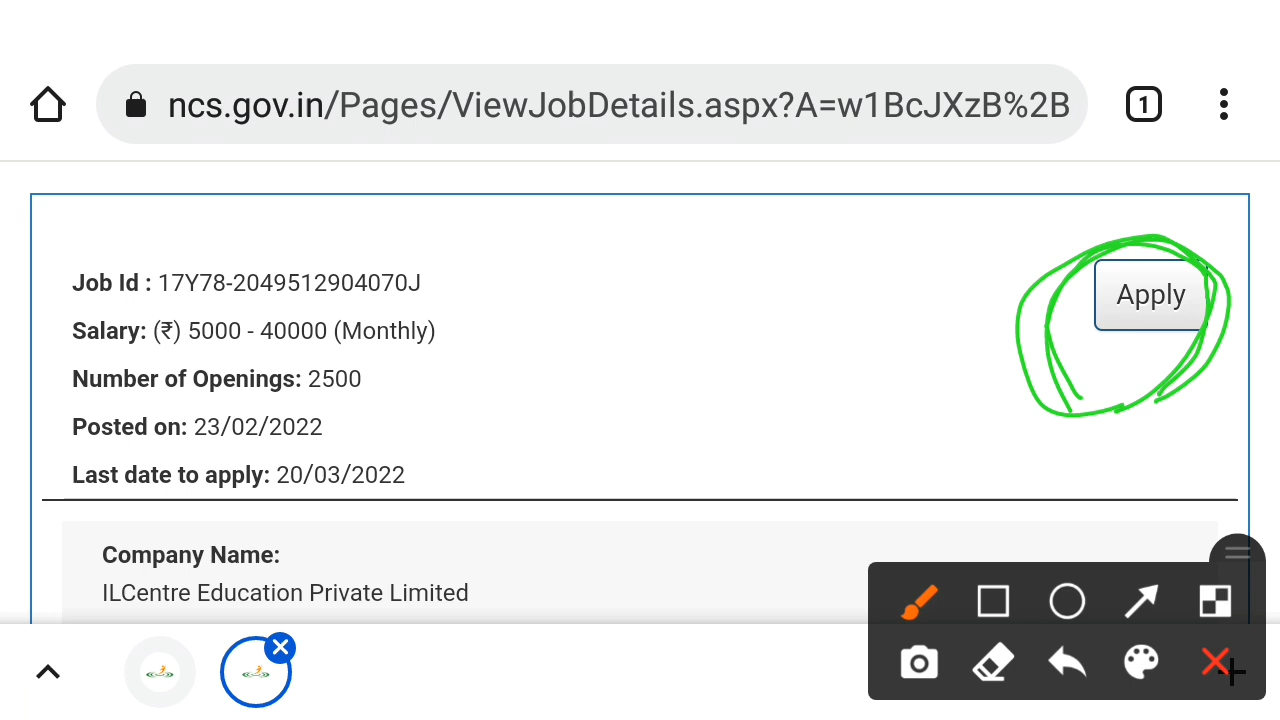 ncs.gov.in/Pages/ViewJobDetails.aspx?A=w1BcJXzB%2B
1
Job Id : 17Y78-2049512904070J
Apply
Salary: (₹) 5000 - 40000 (Monthly)
Number of Openings: 2500
Posted on: 23/02/2022
Last date to apply: 20/03/2022
Company Name:
ILCentre Education Private Limited